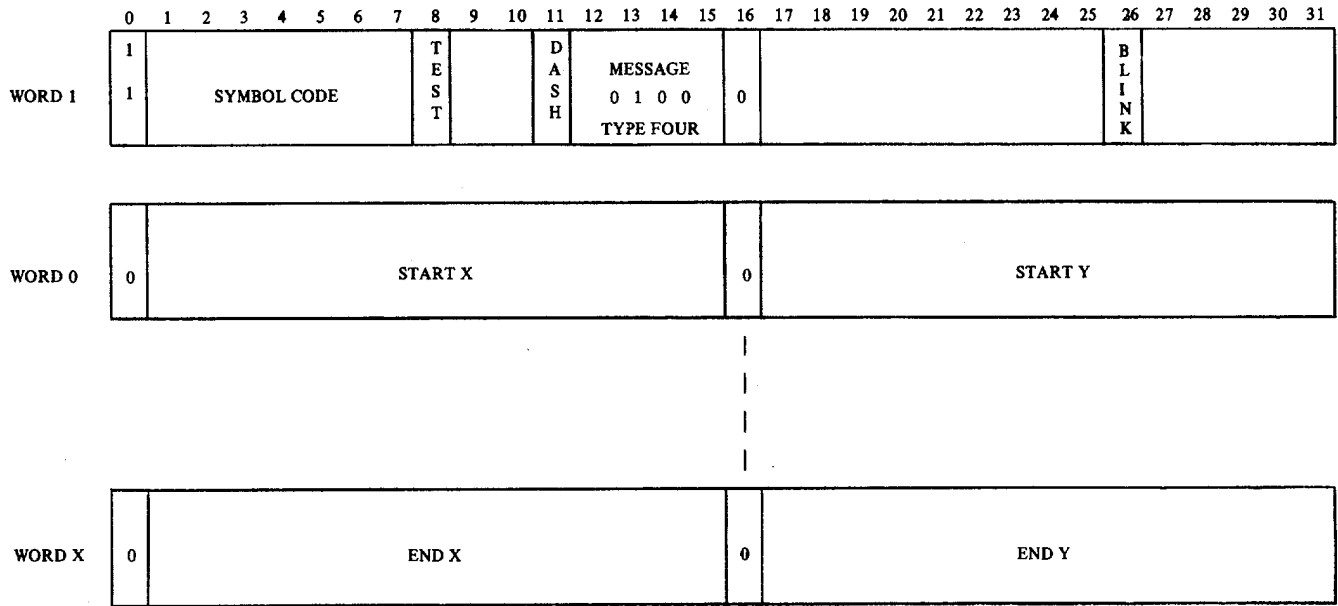 0 1 2 3 4 5 6 7 8 9 10 11 12 13 14 15 16 17 18 19 20 21 22 23 24 25 26 27 28 29 30 31
WORD 1
1
1
SYMBOL CODE
TEST
DASH
MESSAGE
0 1 0 0
TYPE FOUR
0
BLINK
WORD 0 0 START X 0 START Y
WORD X 0 END X 0 END Y